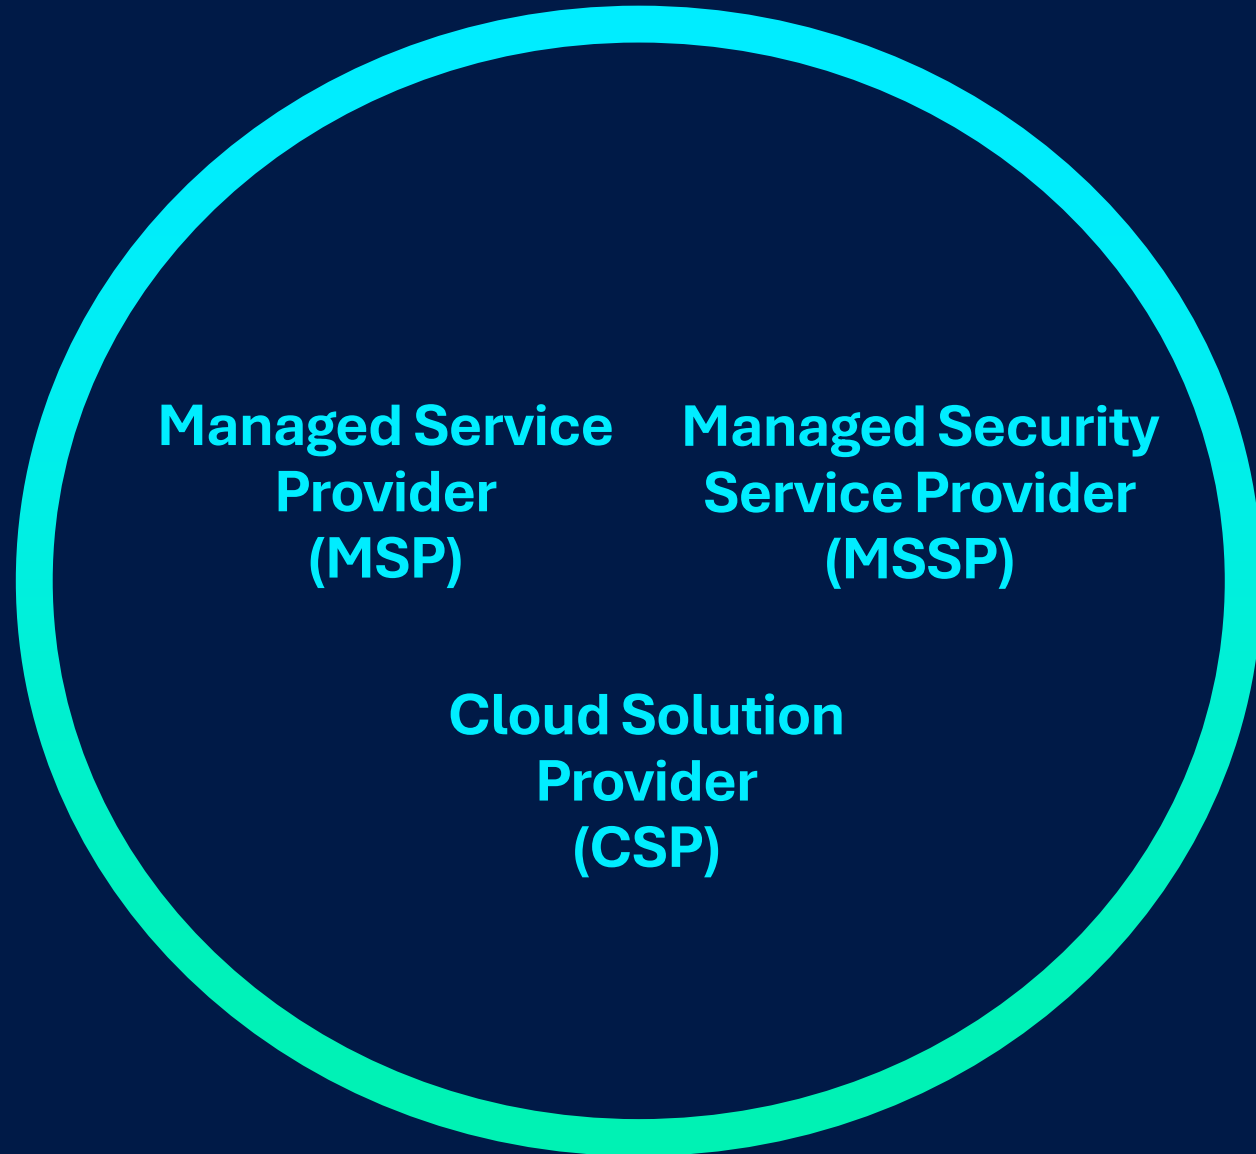 Managed Service
Provider
(MSP)
Managed Security
Service Provider
(MSSP)
Cloud Solution
Provider
(CSP)